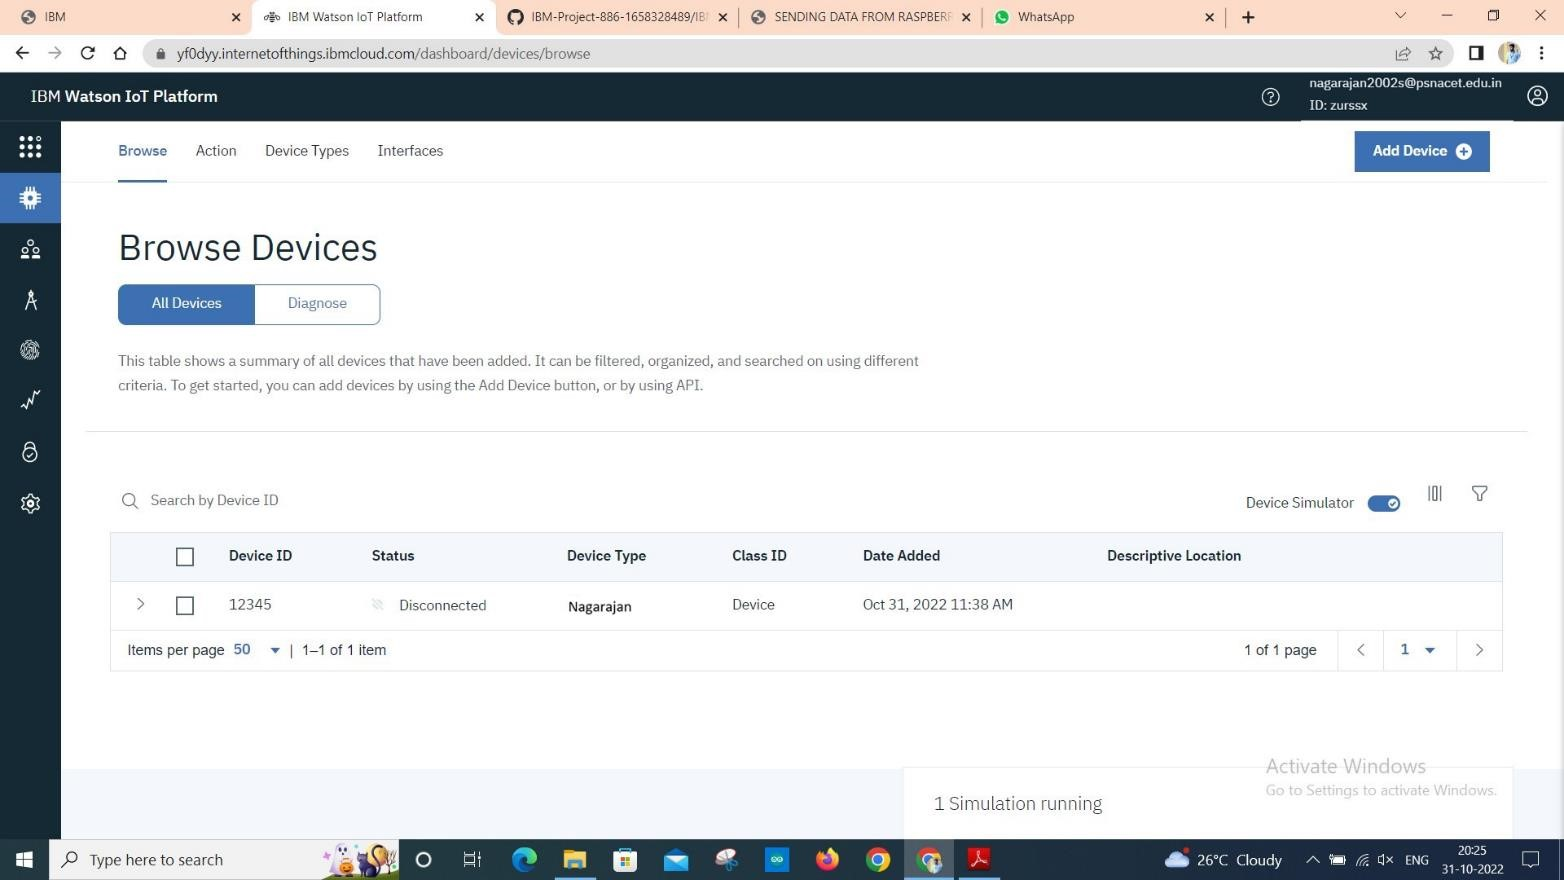 IBM
IBM Watson IoT Platform
IBM-Project-886-1658328489/IB
SENDING DATA FROM RASPBERR
WhatsApp
yf0dyy.internetofthings.ibmcloud.com/dashboard/devices/browse
IBM Watson IoT Platform
nagarajan2002s@psnacet.edu.in
ID: zurssx
Browse
Action
Device Types
Interfaces
Add Device
Browse Devices
All Devices
Diagnose
This table shows a summary of all devices that have been added. It can be filtered, organized, and searched on using different
criteria. To get started, you can add devices by using the Add Device button, or by using API.
Search by Device ID
Device Simulator
Device ID Status Device Type Class ID Date Added Descriptive Location
12345 Disconnected Nagarajan Device Oct 31, 2022 11:38 AM
Items per page 50 | 1–1 of 1 item
1 of 1 page
1
Activate Windows
Go to Settings to activate Windows.
1 Simulation running
Type here to search
26°C Cloudy
ENG
20:25
31-10-2022